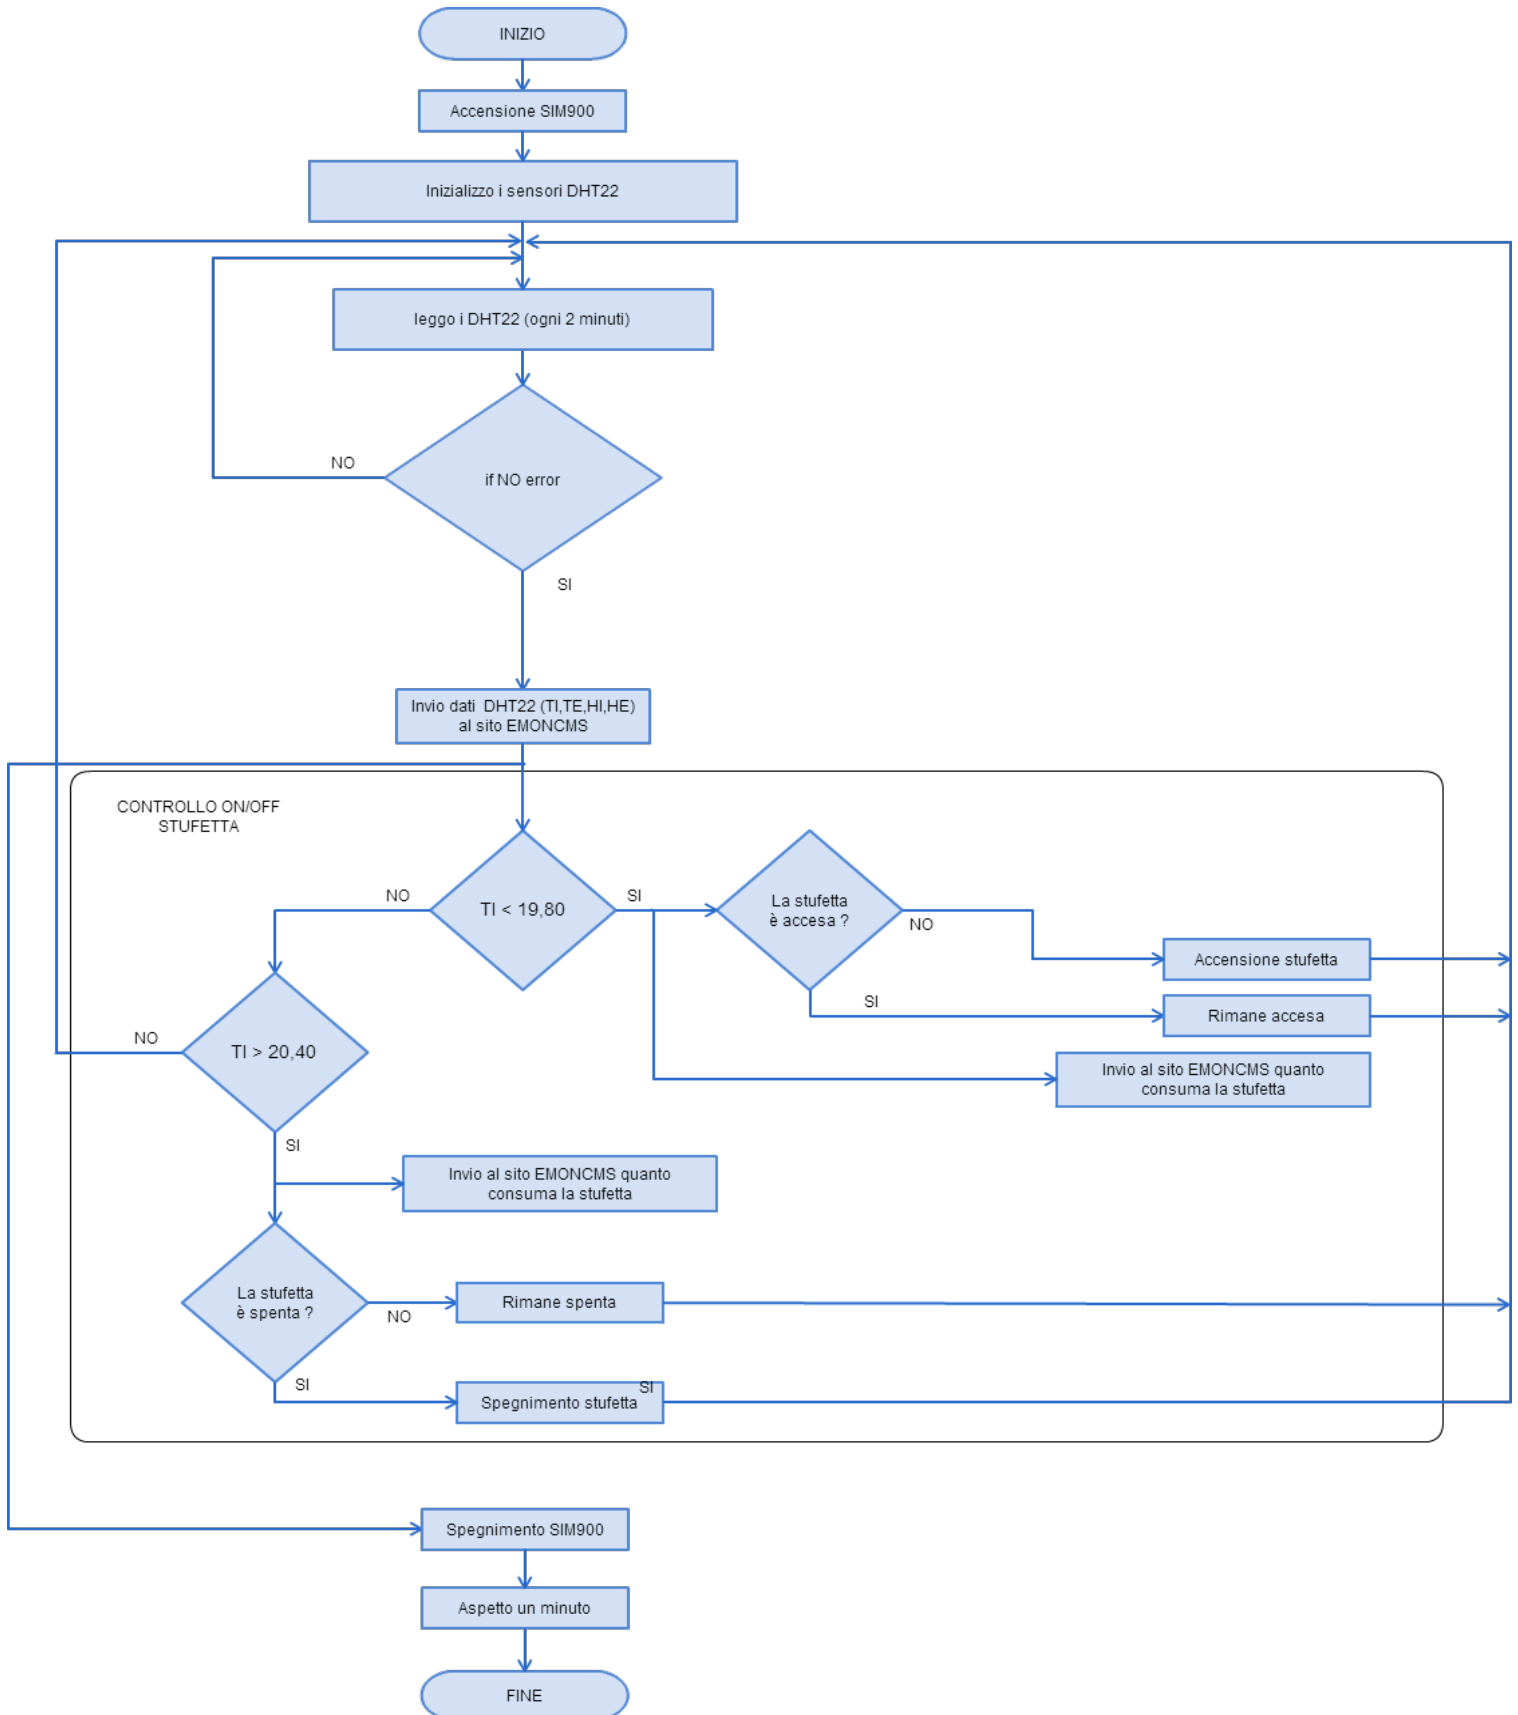 INIZIO
Accensione SIM900
Inizializzo i sensori DHT22
leggo i DHT22 (ogni 2 minuti)
NO
if NO error
SI
Invio dati  DHT22 (TI,TE,HI,HE)
al sito EMONCMS
CONTROLLO ON/OFF
STUFETTA
NO
TI < 19,80
SI
La stufetta
è accesa ?
NO
Accensione stufetta
SI
Rimane accesa
NO
TI > 20,40
Invio al sito EMONCMS quanto
consuma la stufetta
SI
Invio al sito EMONCMS quanto
consuma la stufetta
La stufetta
è spenta ?
NO
Rimane spenta
SI
SI
Spegnimento stufetta
Spegnimento SIM900
Aspetto un minuto
FINE